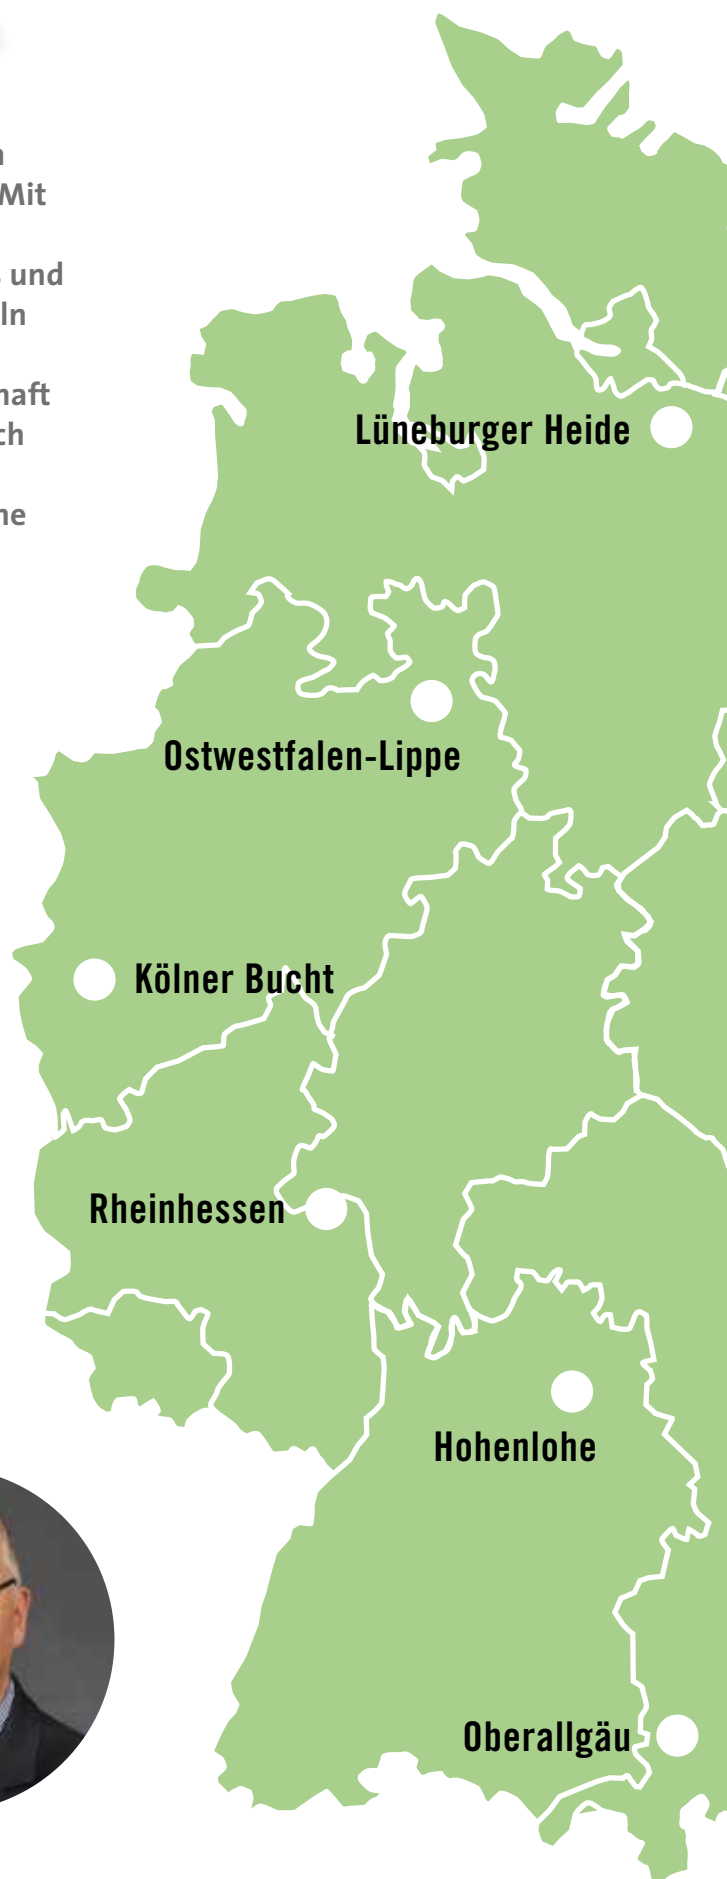 Mit
und
ln
haft
ch
ne
Lüneburger Heide
Ostwestfalen-Lippe
Kölner Bucht
Rheinhessen
Hohenlohe
Oberallgäu